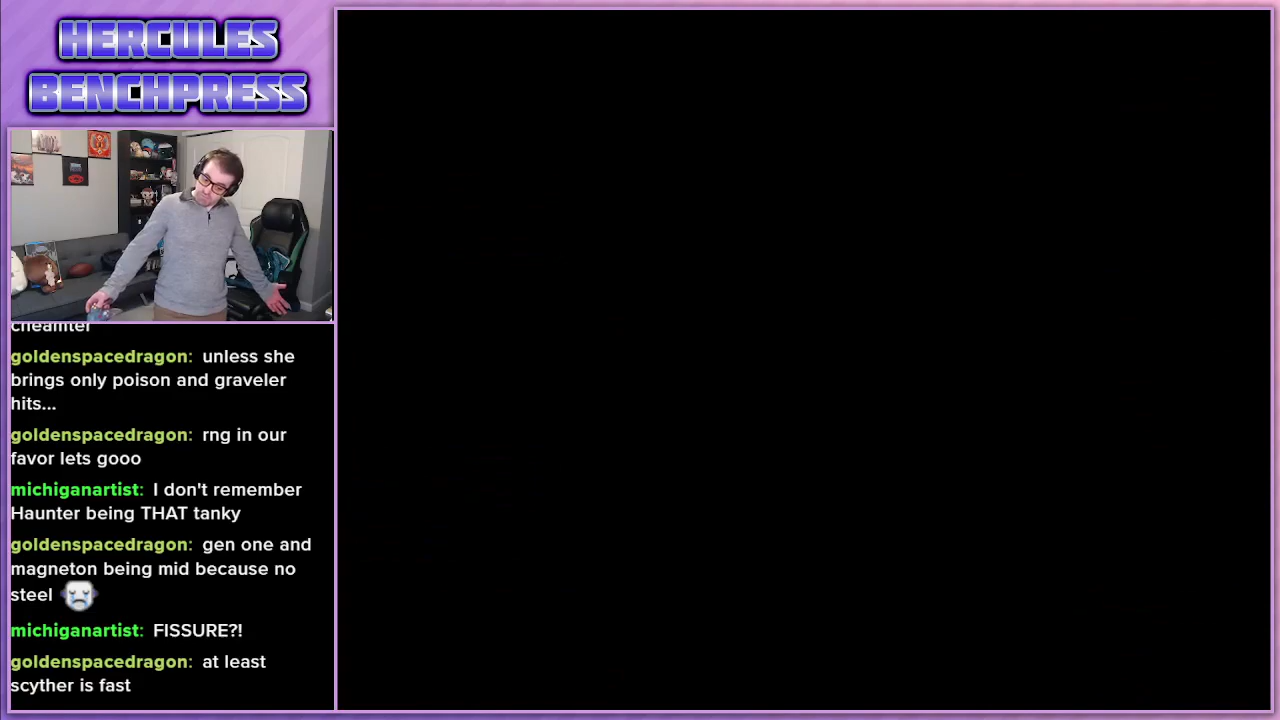 HERCULES
BENCHPRESS
cheamter
goldenspacedragon: unless she
brings only poison and graveler
hits...
goldenspacedragon: rng in our
favor lets gooo
michiganartist: I don't remember
Haunter being THAT tanky
goldenspacedragon: gen one and
magneton being mid because no
steel
michiganartist: FISSURE?!
goldenspacedragon: at least
scyther is fast